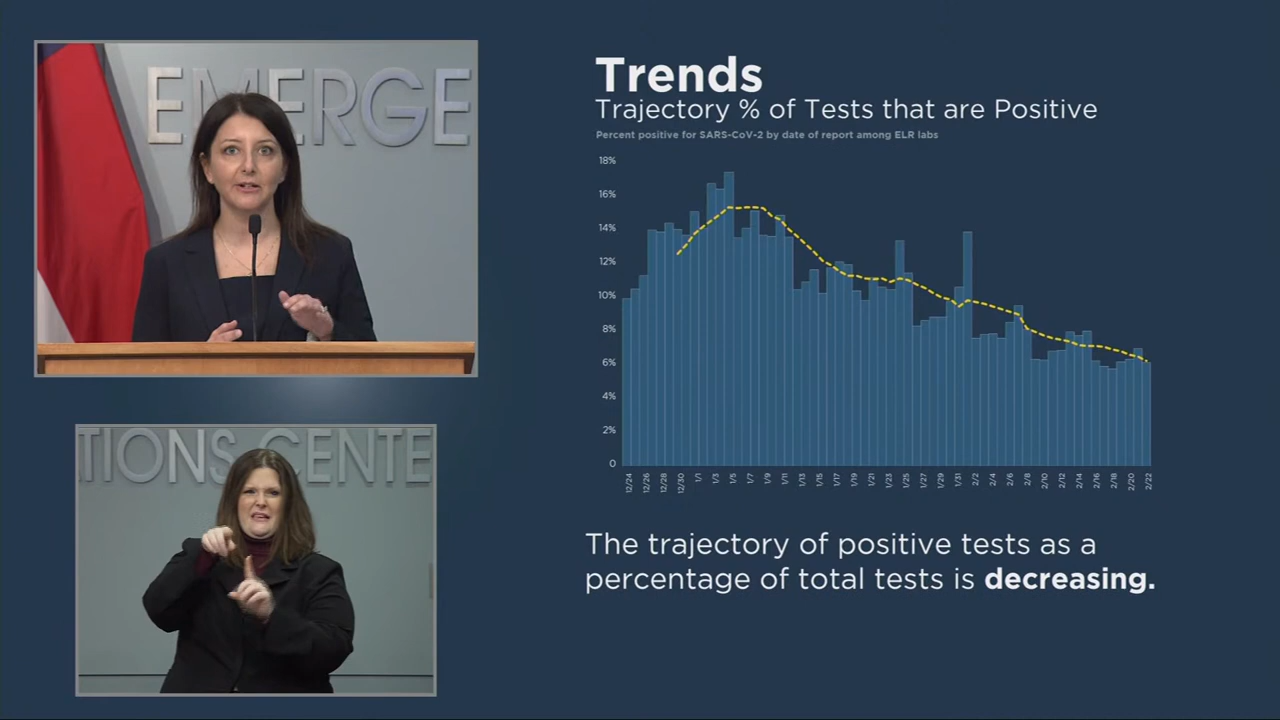 EMERGE
TIONS CENTE
Trends
Trajectory % of Tests that are Positive
Percent positive for SARS-CoV-2 by date of report among ELR labs
18%
16%
14%
12%
10%
8%
6%
4%
2%
0
12/24 12/26 12/28 12/30 1/1 1/3 1/5 1/7 1/9 1/11 1/13 1/15 1/17 1/19 1/21 1/23 1/25 1/27 1/29 1/31 2/2 2/4 2/6 2/8 2/10 2/12 2/14 2/16 2/18 2/20 2/22
The trajectory of positive tests as a
percentage of total tests is decreasing.